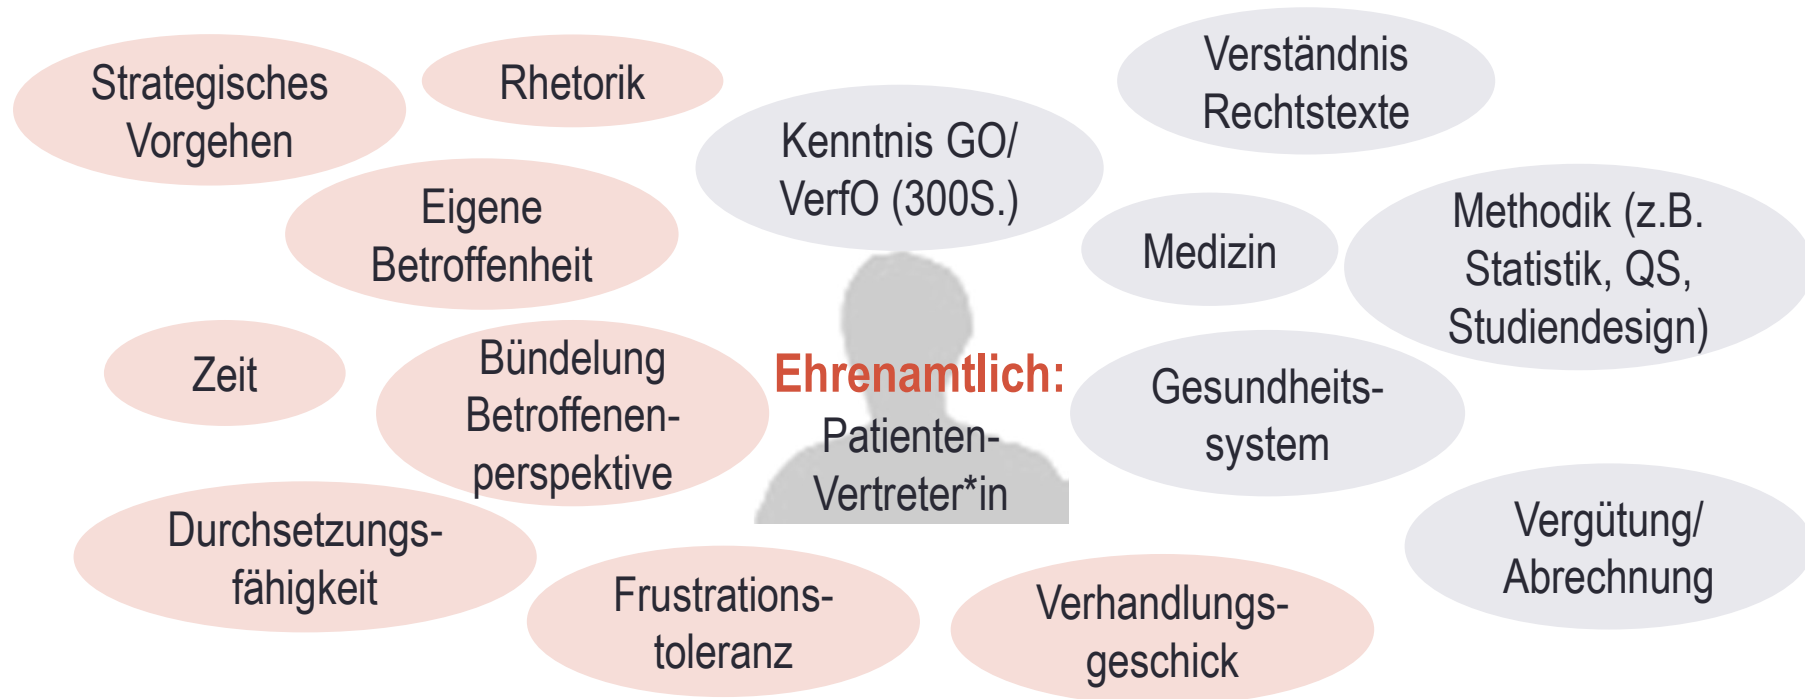 Strategisches
Vorgehen
Rhetorik
Kenntnis GO/
VerfO (300S.)
Verständnis
Rechtstexte
Eigene
Betroffenheit
Medizin
Methodik (z.B.
Statistik, QS,
Studiendesign)
Zeit
Bündelung
Betroffenen-
perspektive
Ehrenamtlich:
Patienten-
Vertreter*in
Gesundheits-
system
Durchsetzungs-
fähigkeit
Frustrations-
toleranz
Verhandlungs-
geschick
Vergütung/
Abrechnung